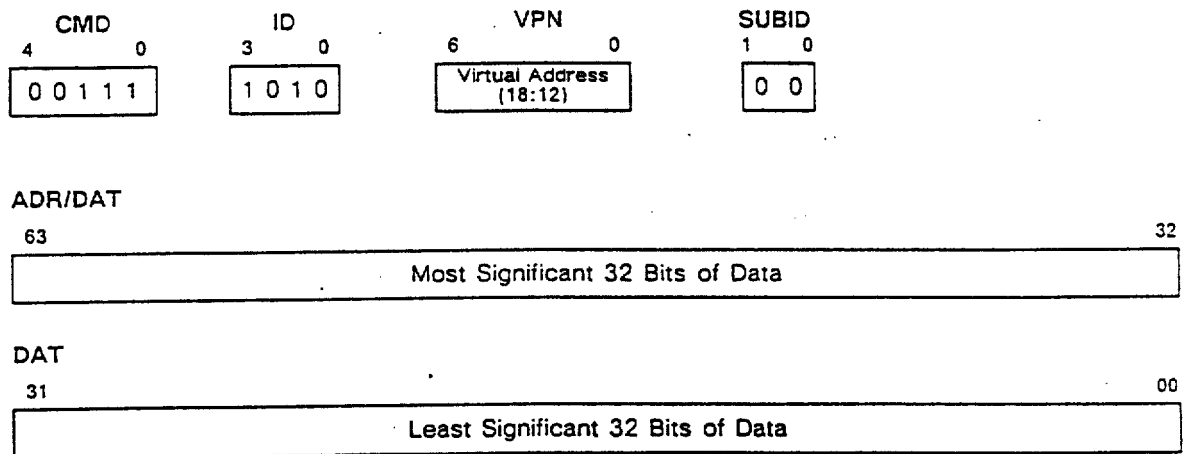 CMD ID VPN SUBID
4 0 3 0 6 0 1 0
0 0 1 1 1 1 0 1 0 Virtual Address 0 0
(18:12)
ADR/DAT
63 32
Most Significant 32 Bits of Data
DAT
31 00
Least Significant 32 Bits of Data